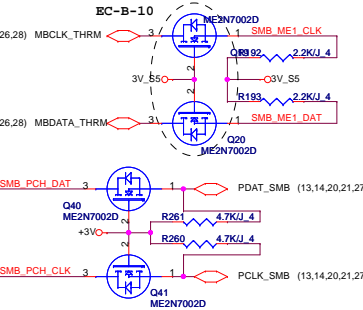 EC-B-10
ME2N7002D
26,28) MBCLK_THRM 3 1 SMB_ME1_CLK
R192 2.2K/J_4
2
3V_S5 3V_S5
2
R193 2.2K/J_4
26,28) MBDATA_THRM 3 1 SMB_ME1_DAT
Q20
ME2N7002D
SMB_PCH_DAT 3 1 PDAT_SMB (13,14,20,21,27
Q40
ME2N7002D
R261 4.7K/J_4
2
+3V
R260 4.7K/J_4
2
SMB_PCH_CLK 3 1 PCLK_SMB (13,14,20,21,27
Q41
ME2N7002D